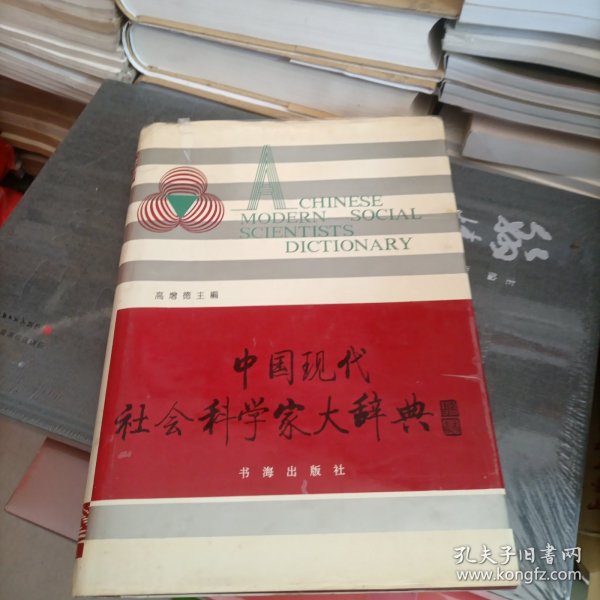 A CHINESE
MODERN SOCIAL
SCIENTISTS
DICTIONARY
高增德主编
中国现代
社会科学家大辞典
书海出版社
孔夫子旧书网
www.kongfz.com